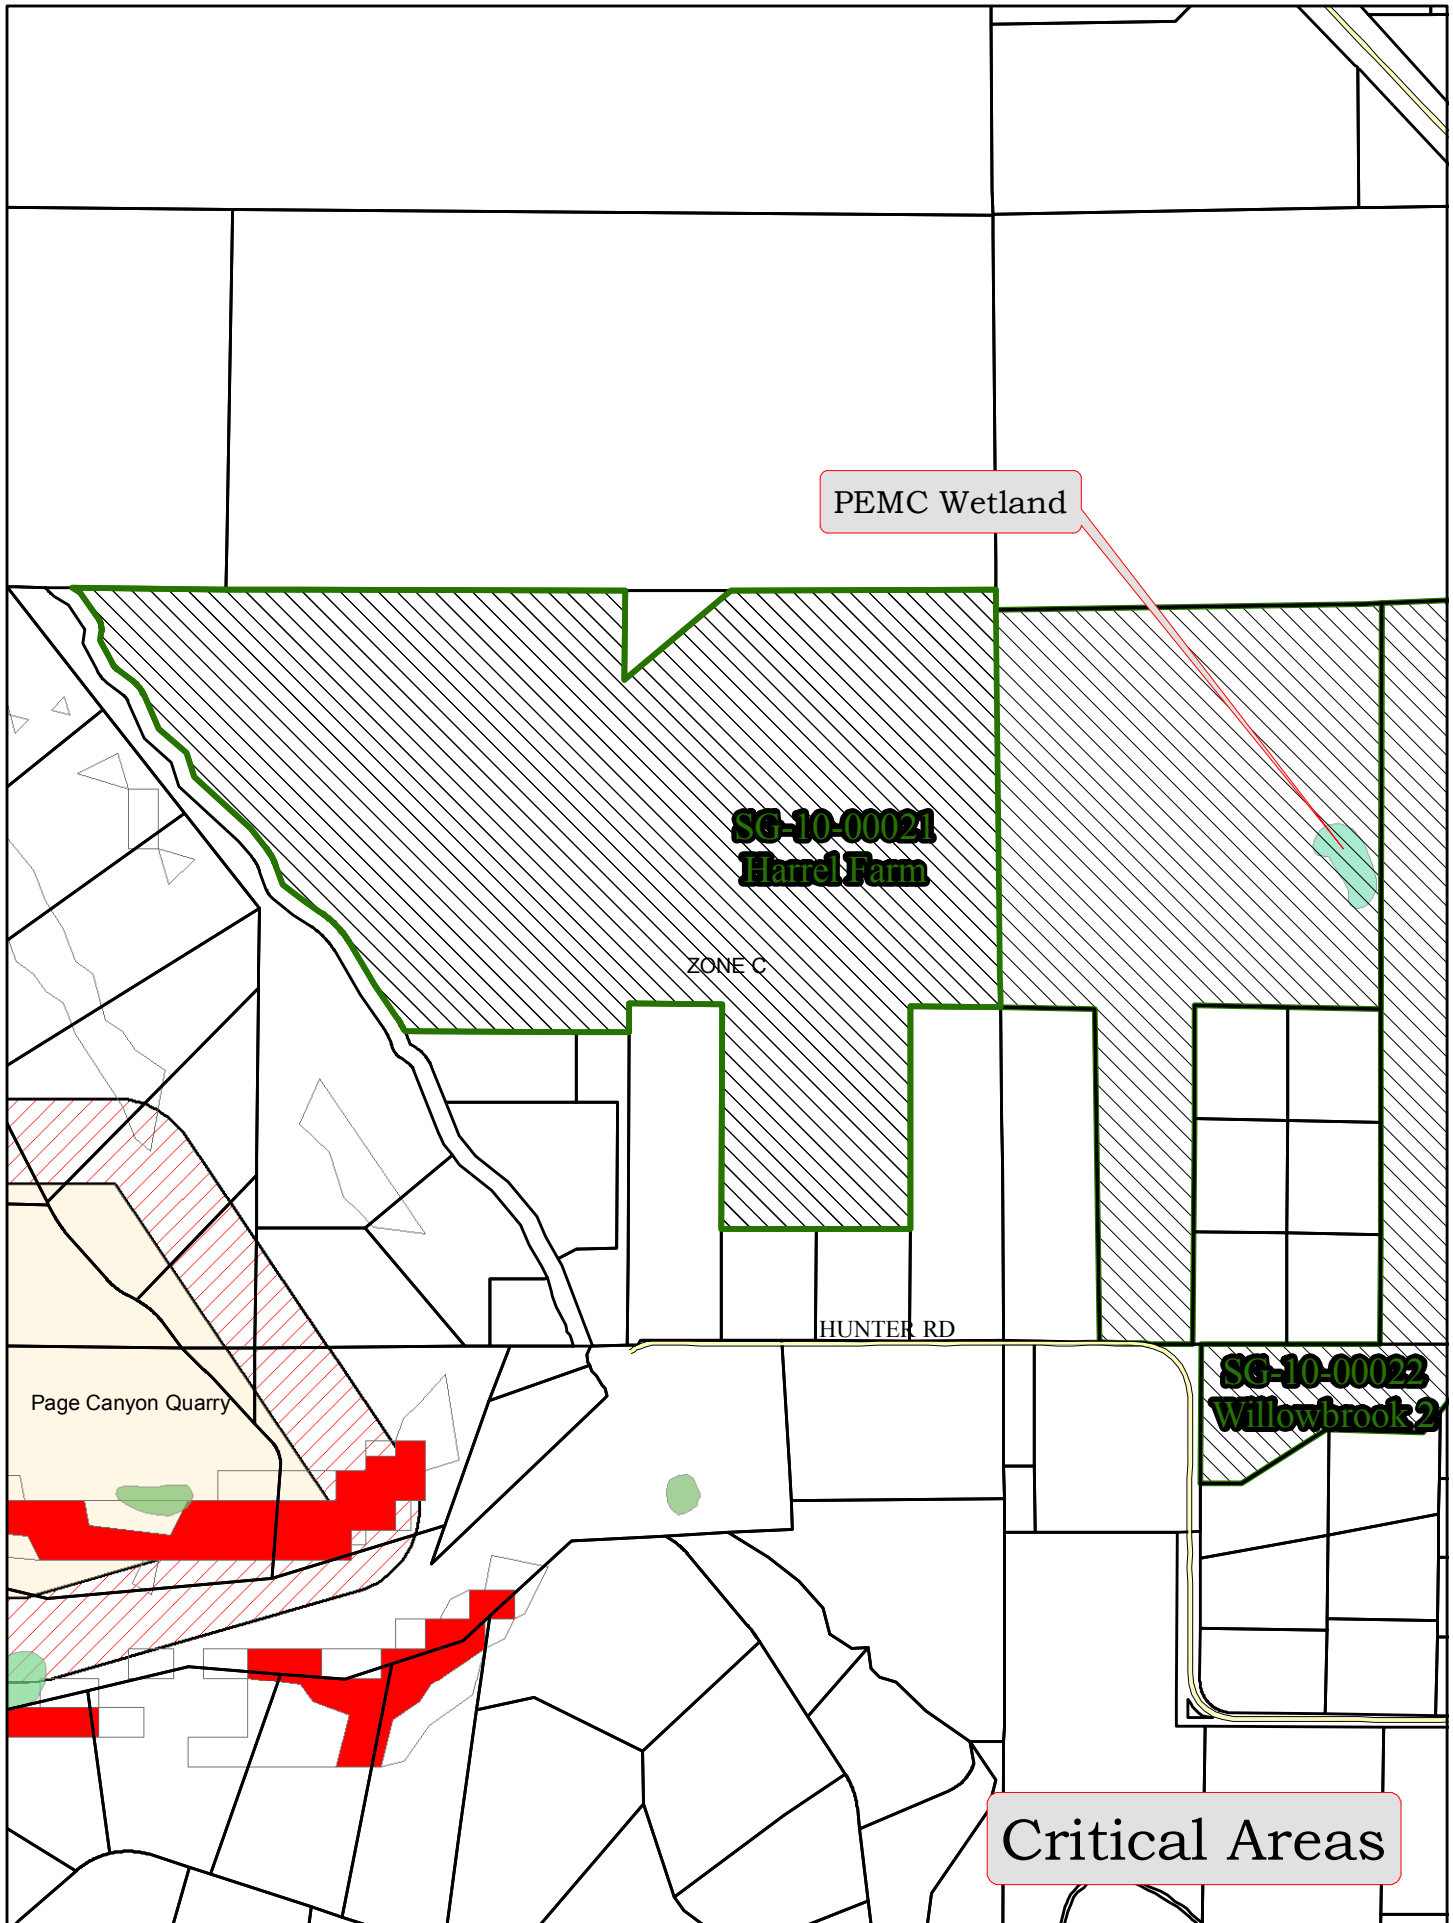 PEMC Wetland
SG-10-00021
Harrel Farm
ZONE C
HUNTER RD
SG-10-00022
Willowbrook 2
Page Canyon Quarry
Critical Areas